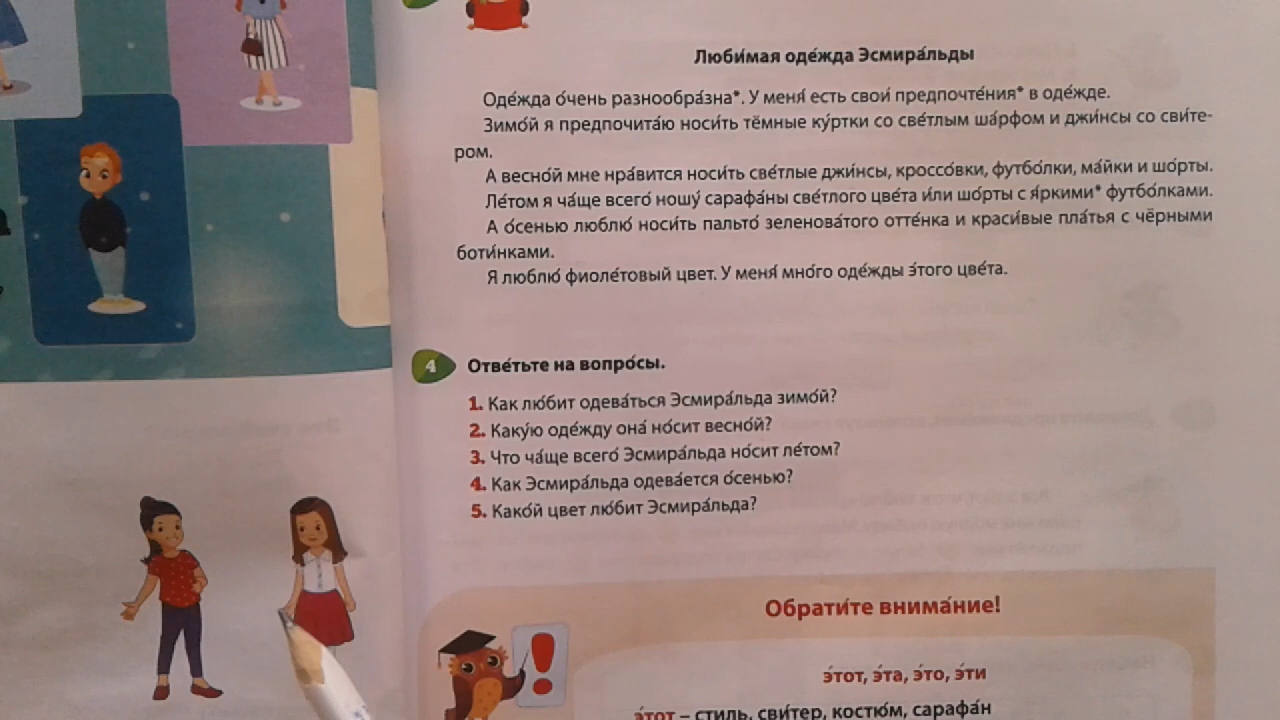 Люби́мая оде́жда Эсмира́льды
Оде́жда о́чень разнообра́зна*. У меня́ есть свои́ предпочте́ния* в оде́жде.
Зимо́й я предпочита́ю носи́ть тёмные ку́ртки со све́тлым ша́рфом и джи́нсы со сви́те-
ром.
А весно́й мне нра́вится носи́ть све́тлые джи́нсы, кроссо́вки, футбо́лки, ма́йки и шо́рты.
Ле́том я ча́ще всего́ ношу́ сарафа́ны све́тлого цве́та и́ли шо́рты с я́ркими* футбо́лками.
А о́сенью люблю́ носи́ть пальто́ зеленова́того отте́нка и краси́вые пла́тья с чёрными
боти́нками.
Я люблю́ фиоле́товый цвет. У меня́ мно́го оде́жды э́того цве́та.
4 Отве́тьте на вопро́сы.
1. Как лю́бит одева́ться Эсмира́льда зимо́й?
2. Каку́ю оде́жду она́ но́сит весно́й?
3. Что ча́ще всего́ Эсмира́льда но́сит ле́том?
4. Как Эсмира́льда одева́ется о́сенью?
5. Како́й цвет лю́бит Эсмира́льда?
Обрати́те внима́ние!
э́тот, э́та, э́то, э́ти
э́тот – стиль, сви́тер, костю́м, сарафа́н